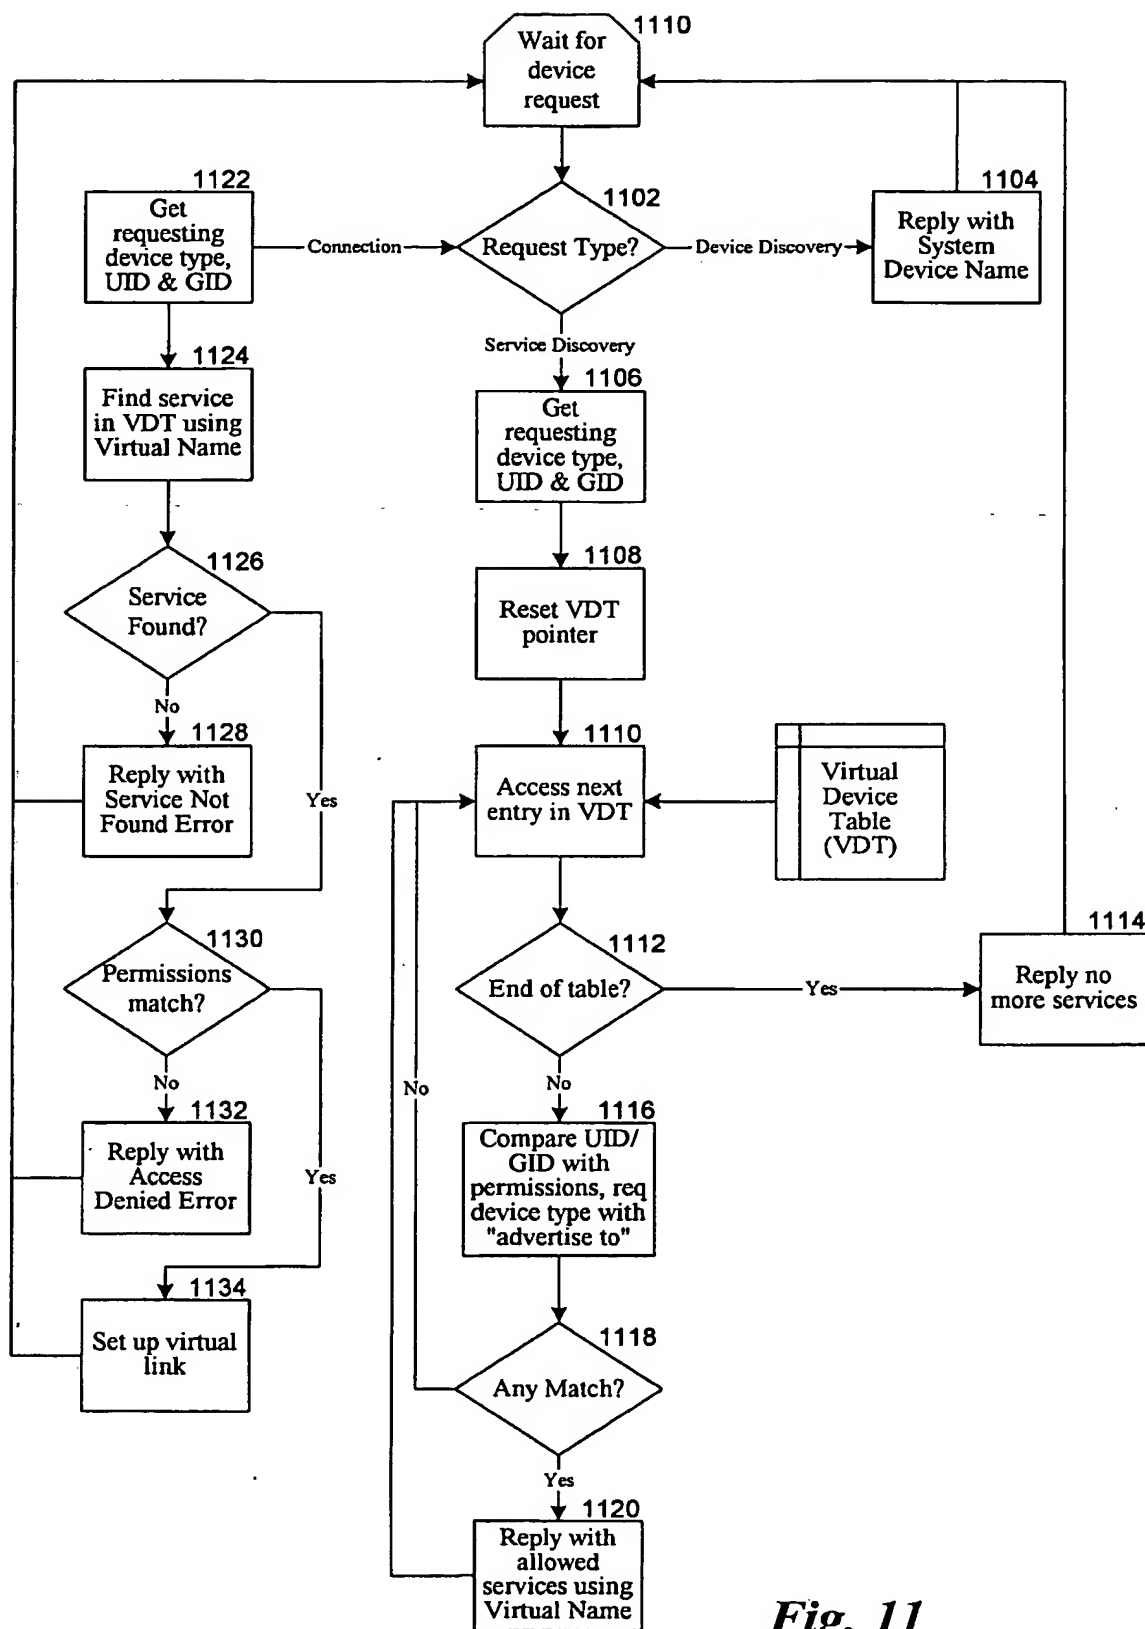 1110
Wait for
device
request
1122
Get
requesting
device type,
UID & GID
Connection
1102
Request Type?
Device Discovery
1104
Reply with
System
Device Name
Service Discovery
1124
Find service
in VDT using
Virtual Name
1106
Get
requesting
device type,
UID & GID
1126
Service
Found?
1108
Reset VDT
pointer
No
1128
Reply with
Service Not
Found Error
Yes
1110
Access next
entry in VDT
Virtual
Device
Table
(VDT)
1130
Permissions
match?
1112
End of table?
Yes
1114
Reply no
more services
No
1132
Reply with
Access
Denied Error
Yes
No
No
1116
Compare UID/
GID with
permissions, req
device type with
"advertise to"
1134
Set up virtual
link
1118
Any Match?
Yes
1120
Reply with
allowed
services using
Virtual Name
Fig. 11